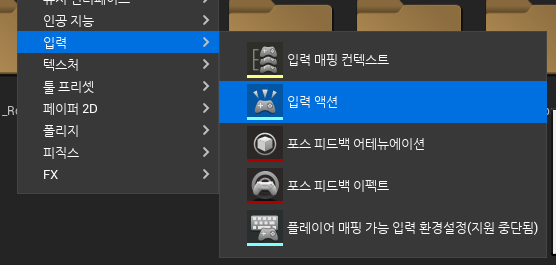 인공 지능
입력
텍스처
툴 프리셋
페이퍼 2D
폴리지
피직스
FX
입력 매핑 컨텍스트
입력 액션
포스 피드백 어테뉴에이션
포스 피드백 이펙트
플레이어 매핑 가능 입력 환경설정(지원 중단됨)